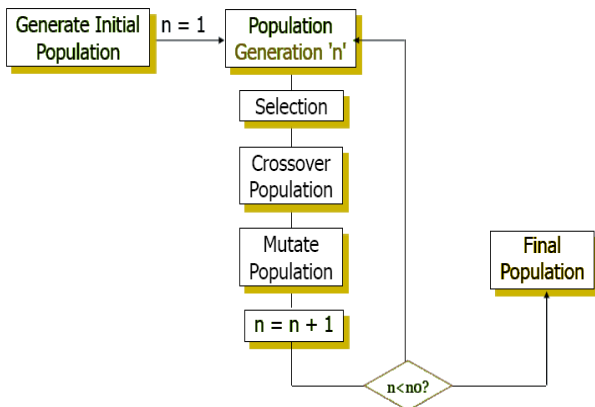 Generate Initial
Population
n = 1
Population
Generation 'n'
Selection
Crossover
Population
Mutate
Population
n = n + 1
n<no?
Final
Population